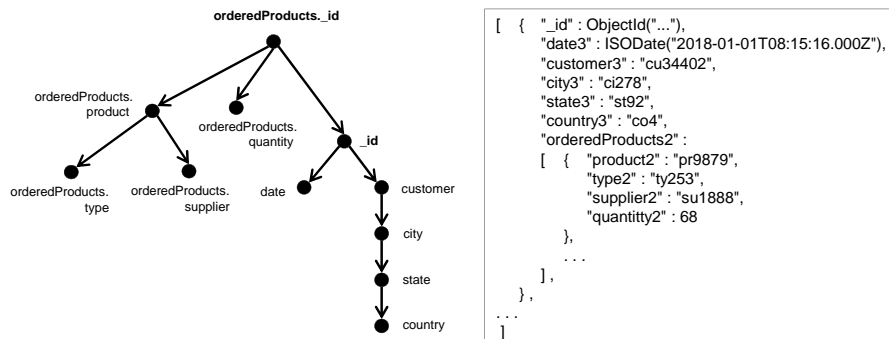 orderedProducts._id
orderedProducts.
product
orderedProducts.
quantity
_id
orderedProducts.
type
orderedProducts.
supplier
date
customer
city
state
country
[ { "_id" : ObjectId("..."),
"date3" : ISODate("2018-01-01T08:15:16.000Z"),
"customer3" : "cu34402",
"city3" : "ci278",
"state3" : "st92",
"country3" : "co4",
"orderedProducts2" :
[ { "product2" : "pr9879",
"type2" : "ty253",
"supplier2" : "su1888",
"quantitty2" : 68
},
. . .
] ,
} ,
. . .
]